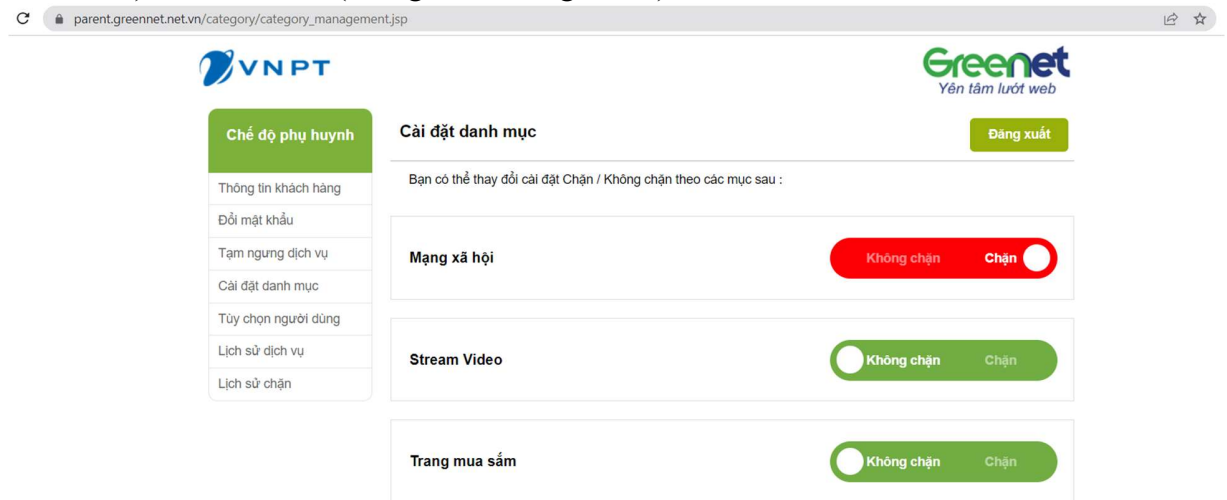 parent.greennet.net.vn/category/category_management.jsp
VNPT
Greenet
Yên tâm lướt web
Chế độ phụ huynh
Thông tin khách hàng
Đổi mật khẩu
Tạm ngưng dịch vụ
Cài đặt danh mục
Tùy chọn người dùng
Lịch sử dịch vụ
Lịch sử chặn
Cài đặt danh mục
Đăng xuất
Bạn có thể thay đổi cài đặt Chặn / Không chặn theo các mục sau :
Mạng xã hội
Không chặn Chặn
Stream Video
Không chặn Chặn
Trang mua sắm
Không chặn Chặn